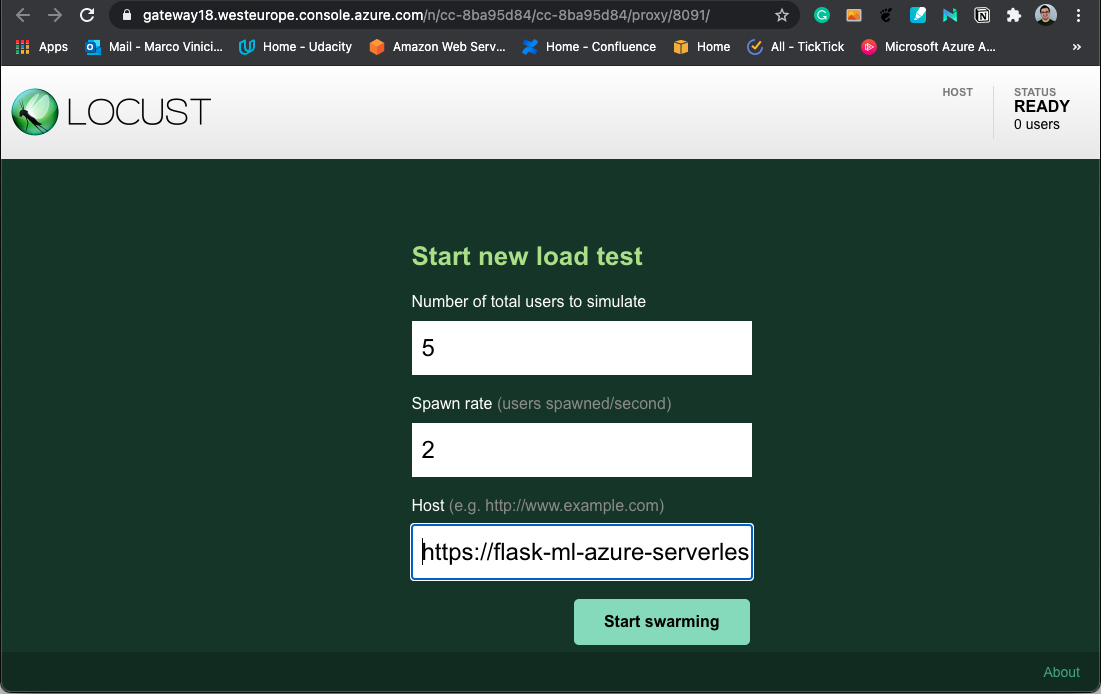 gateway18.westeurope.console.azure.com/n/cc-8ba95d84/cc-8ba95d84/proxy/8091/
Apps Mail - Marco Vinici... Home - Udacity Amazon Web Serv... Home - Confluence Home All - TickTick Microsoft Azure A... »
LOCUST
HOST
STATUS
READY
0 users
Start new load test
Number of total users to simulate
5
Spawn rate (users spawned/second)
2
Host (e.g. http://www.example.com)
https://flask-ml-azure-serverles
Start swarming
About